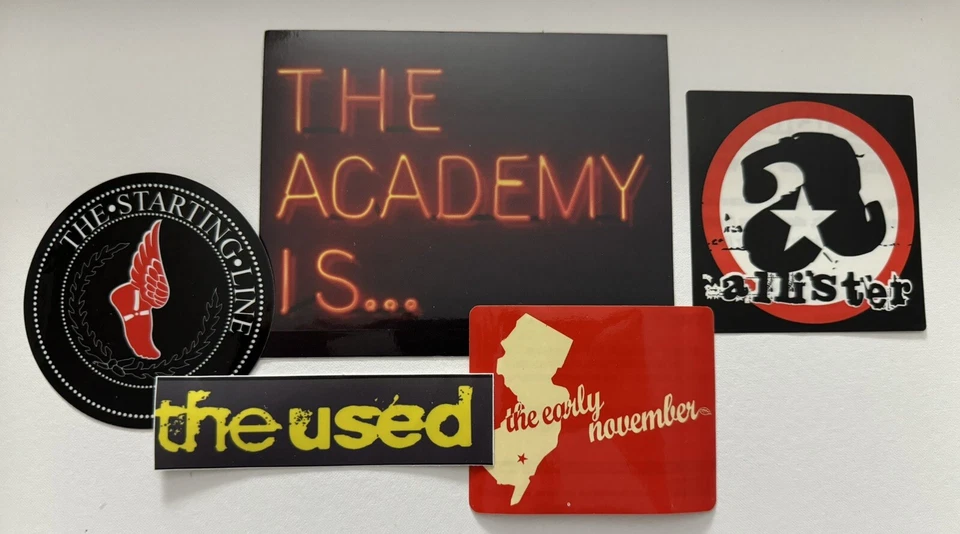 THE
ACADEMY
IS...
THE•STARTING•LINE
a
allister
the used
the early
november